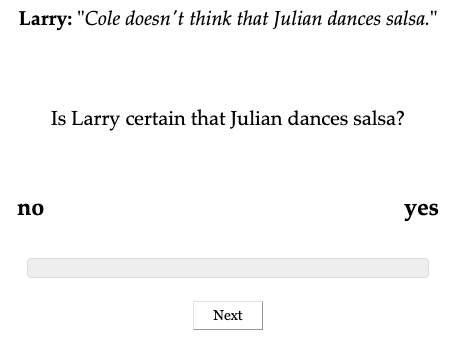 Larry: "Cole doesn't think that Julian dances salsa."
Is Larry certain that Julian dances salsa?
no yes
Next